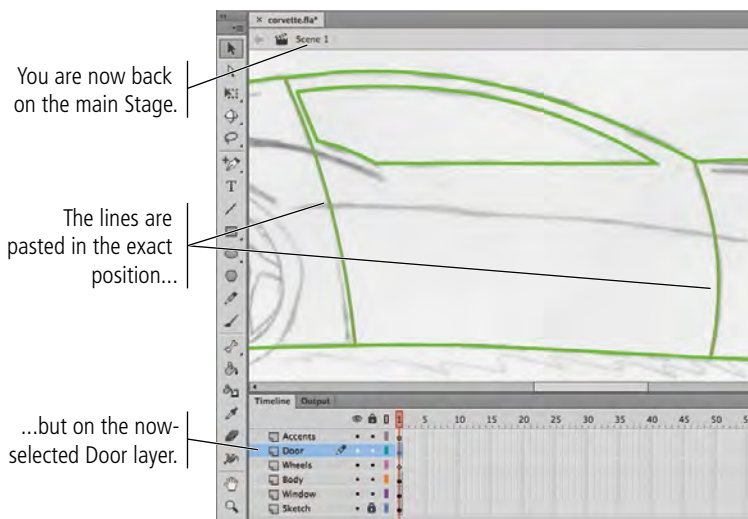 × corvette.fla*
Scene 1
You are now back
on the main Stage.
T
The lines are
pasted in the exact
position...
...but on the now-
selected Door layer.
Timeline Output
1 5 10 15 20 25 30 35 40 45 50
Accents
Door
Wheels
Body
Window
Sketch